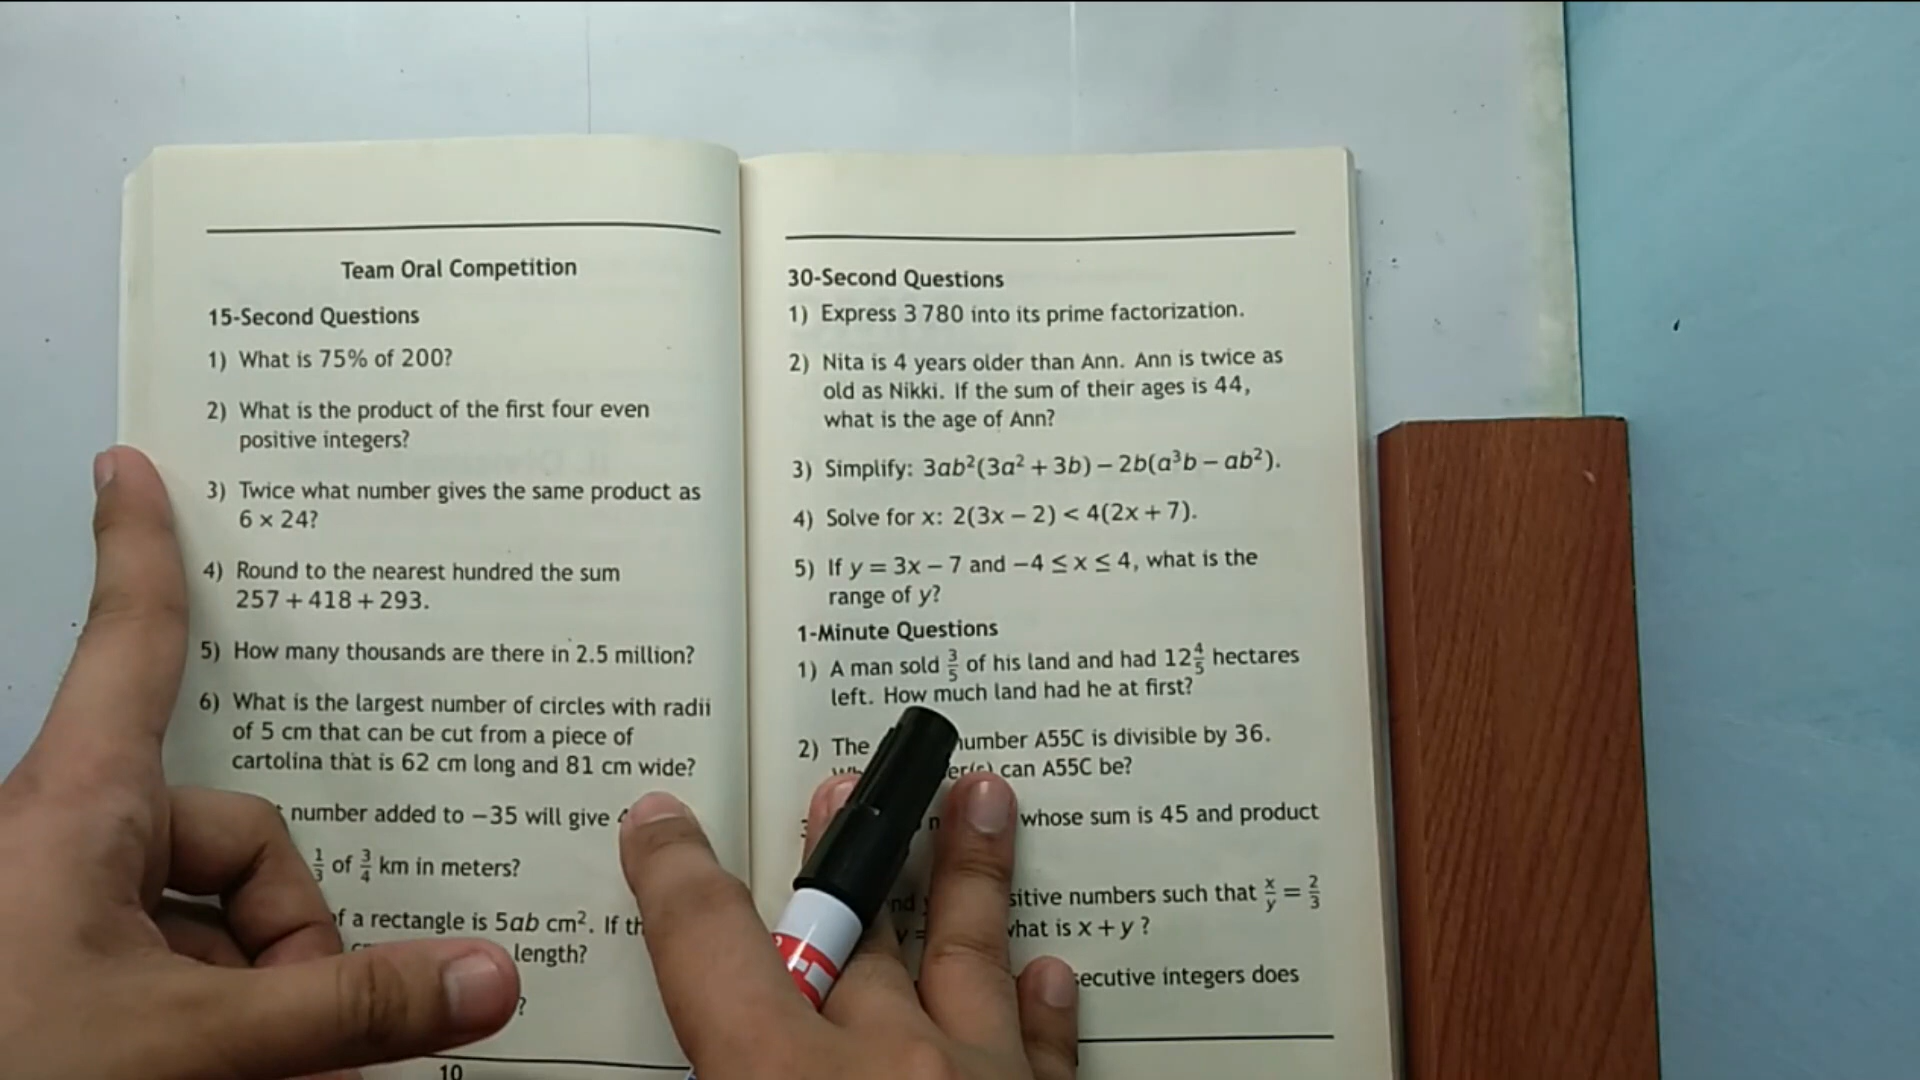 Team Oral Competition
15-Second Questions
1) What is 75% of 200?
2) What is the product of the first four even
positive integers?
3) Twice what number gives the same product as
6 × 24?
4) Round to the nearest hundred the sum
257 + 418 + 293.
5) How many thousands are there in 2.5 million?
6) What is the largest number of circles with radii
of 5 cm that can be cut from a piece of
cartolina that is 62 cm long and 81 cm wide?
number added to −35 will give
1/3 of 3/4 km in meters?
of a rectangle is 5ab cm². If
length?
?
10
30-Second Questions
1) Express 3 780 into its prime factorization.
2) Nita is 4 years older than Ann. Ann is twice as
old as Nikki. If the sum of their ages is 44,
what is the age of Ann?
3) Simplify: 3ab²(3a² + 3b) − 2b(a³b − ab²).
4) Solve for x: 2(3x − 2) < 4(2x + 7).
5) If y = 3x − 7 and −4 ≤ x ≤ 4, what is the
range of y?
1-Minute Questions
1) A man sold 3/5 of his land and had 12 4/5 hectares
left. How much land had he at first?
2) The number A55C is divisible by 36.
can A55C be?
whose sum is 45 and product
numbers such that x/y = 2/3
what is x + y ?
integers does